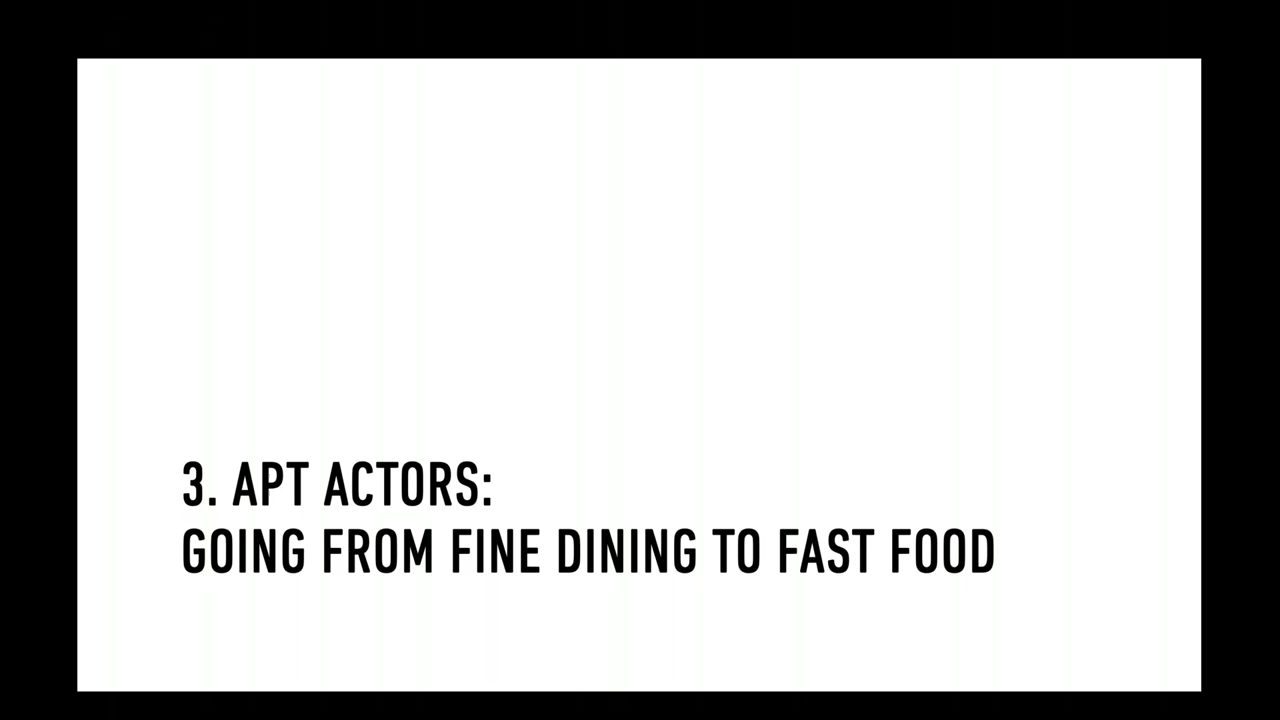 3. APT ACTORS:
GOING FROM FINE DINING TO FAST FOOD